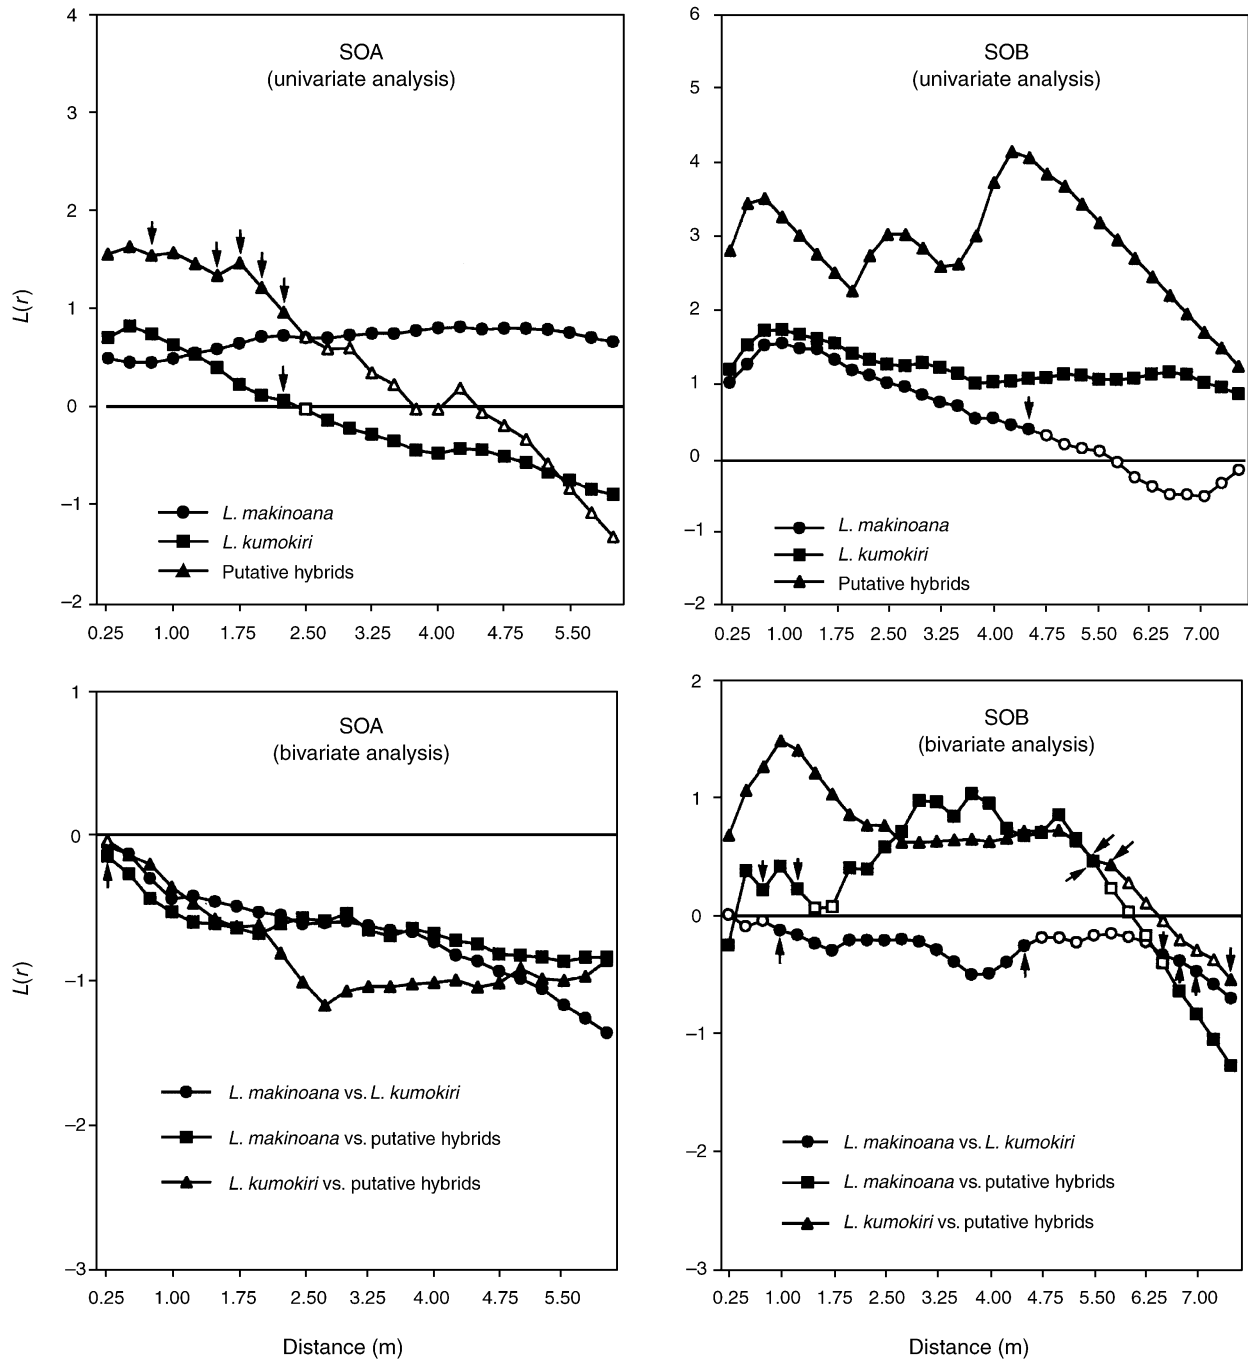 SOA
(univariate analysis)
L(r)
4
3
2
1
0
−1
−2
L. makinoana
L. kumokiri
Putative hybrids
0.25 1.00 1.75 2.50 3.25 4.00 4.75 5.50
SOB
(univariate analysis)
6
5
4
3
2
1
0
−1
−2
L. makinoana
L. kumokiri
Putative hybrids
0.25 1.00 1.75 2.50 3.25 4.00 4.75 5.50 6.25 7.00
SOA
(bivariate analysis)
L(r)
1
0
−1
−2
−3
L. makinoana vs. L. kumokiri
L. makinoana vs. putative hybrids
L. kumokiri vs. putative hybrids
0.25 1.00 1.75 2.50 3.25 4.00 4.75 5.50
Distance (m)
SOB
(bivariate analysis)
2
1
0
−1
−2
−3
L. makinoana vs. L. kumokiri
L. makinoana vs. putative hybrids
L. kumokiri vs. putative hybrids
0.25 1.00 1.75 2.50 3.25 4.00 4.75 5.50 6.25 7.00
Distance (m)